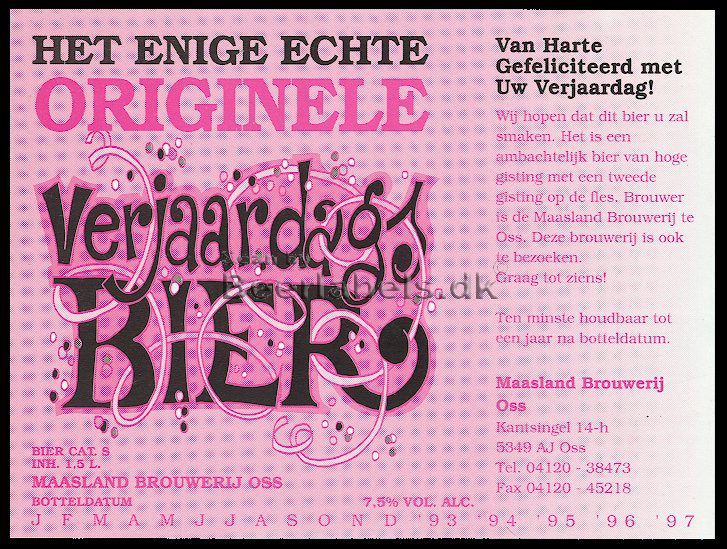 HET ENIGE ECHTE
ORIGINELE
Verjaardags
BIER
BIER CAT. S
INH. 1,5 L.
MAASLAND BROUWERIJ OSS
BOTTELDATUM
7,5% VOL. ALC.
J F M A M J J A S O N D '93 '94 '95 '96 '97
Van Harte
Gefeliciteerd met
Uw Verjaardag!
Wij hopen dat dit bier u zal
smaken. Het is een
ambachtelijk bier van hoge
gisting met een tweede
gisting op de fles. Brouwer
is de Maasland Brouwerij te
Oss. Deze brouwerij is ook
te bezoeken.
Graag tot ziens!
Ten minste houdbaar tot
een jaar na botteldatum.
Maasland Brouwerij
Oss
Kantsingel 14-h
5349 AJ Oss
Tel. 04120 - 38473
Fax 04120 - 45218
Beerlabels.dk